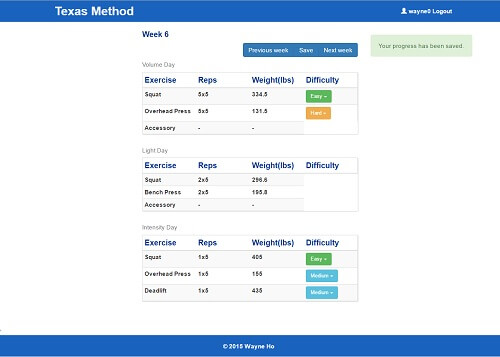 Texas Method
wayne8 Logout
Week 6
Previous week Save Next week
Your progress has been saved.
Volume Day
Exercise Reps Weight(lbs) Difficulty
Squat 5x5 334.5 Easy
Overhead Press 5x5 131.5 Hard
Accessory - -
Light Day
Exercise Reps Weight(lbs) Difficulty
Squat 2x5 296.6
Bench Press 2x5 195.8
Accessory - -
Intensity Day
Exercise Reps Weight(lbs) Difficulty
Squat 1x5 405 Easy
Overhead Press 1x5 155 Medium
Deadlift 1x5 435 Medium
© 2015 Wayne Ho